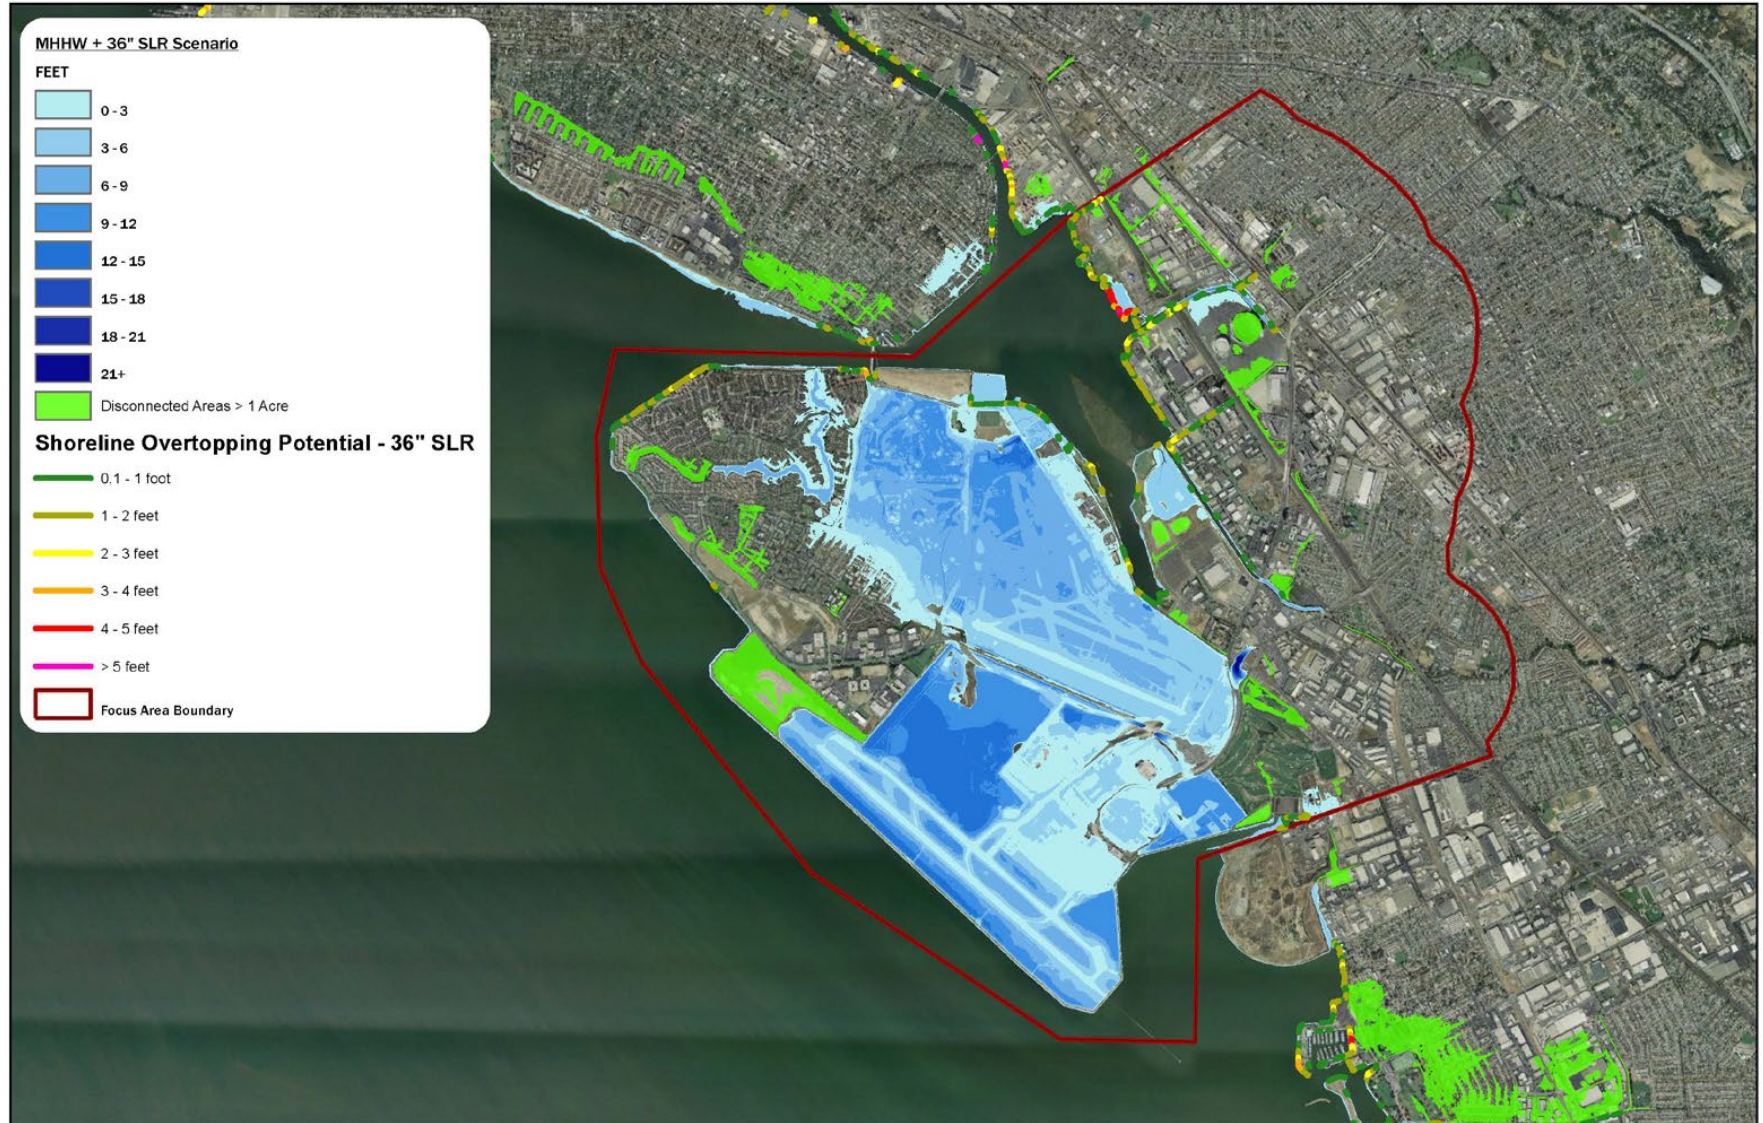 MHHW + 36" SLR Scenario
FEET
0 - 3
3 - 6
6 - 9
9 - 12
12 - 15
15 - 18
18 - 21
21+
Disconnected Areas > 1 Acre
Shoreline Overtopping Potential - 36" SLR
0.1 - 1 foot
1 - 2 feet
2 - 3 feet
3 - 4 feet
4 - 5 feet
> 5 feet
Focus Area Boundary